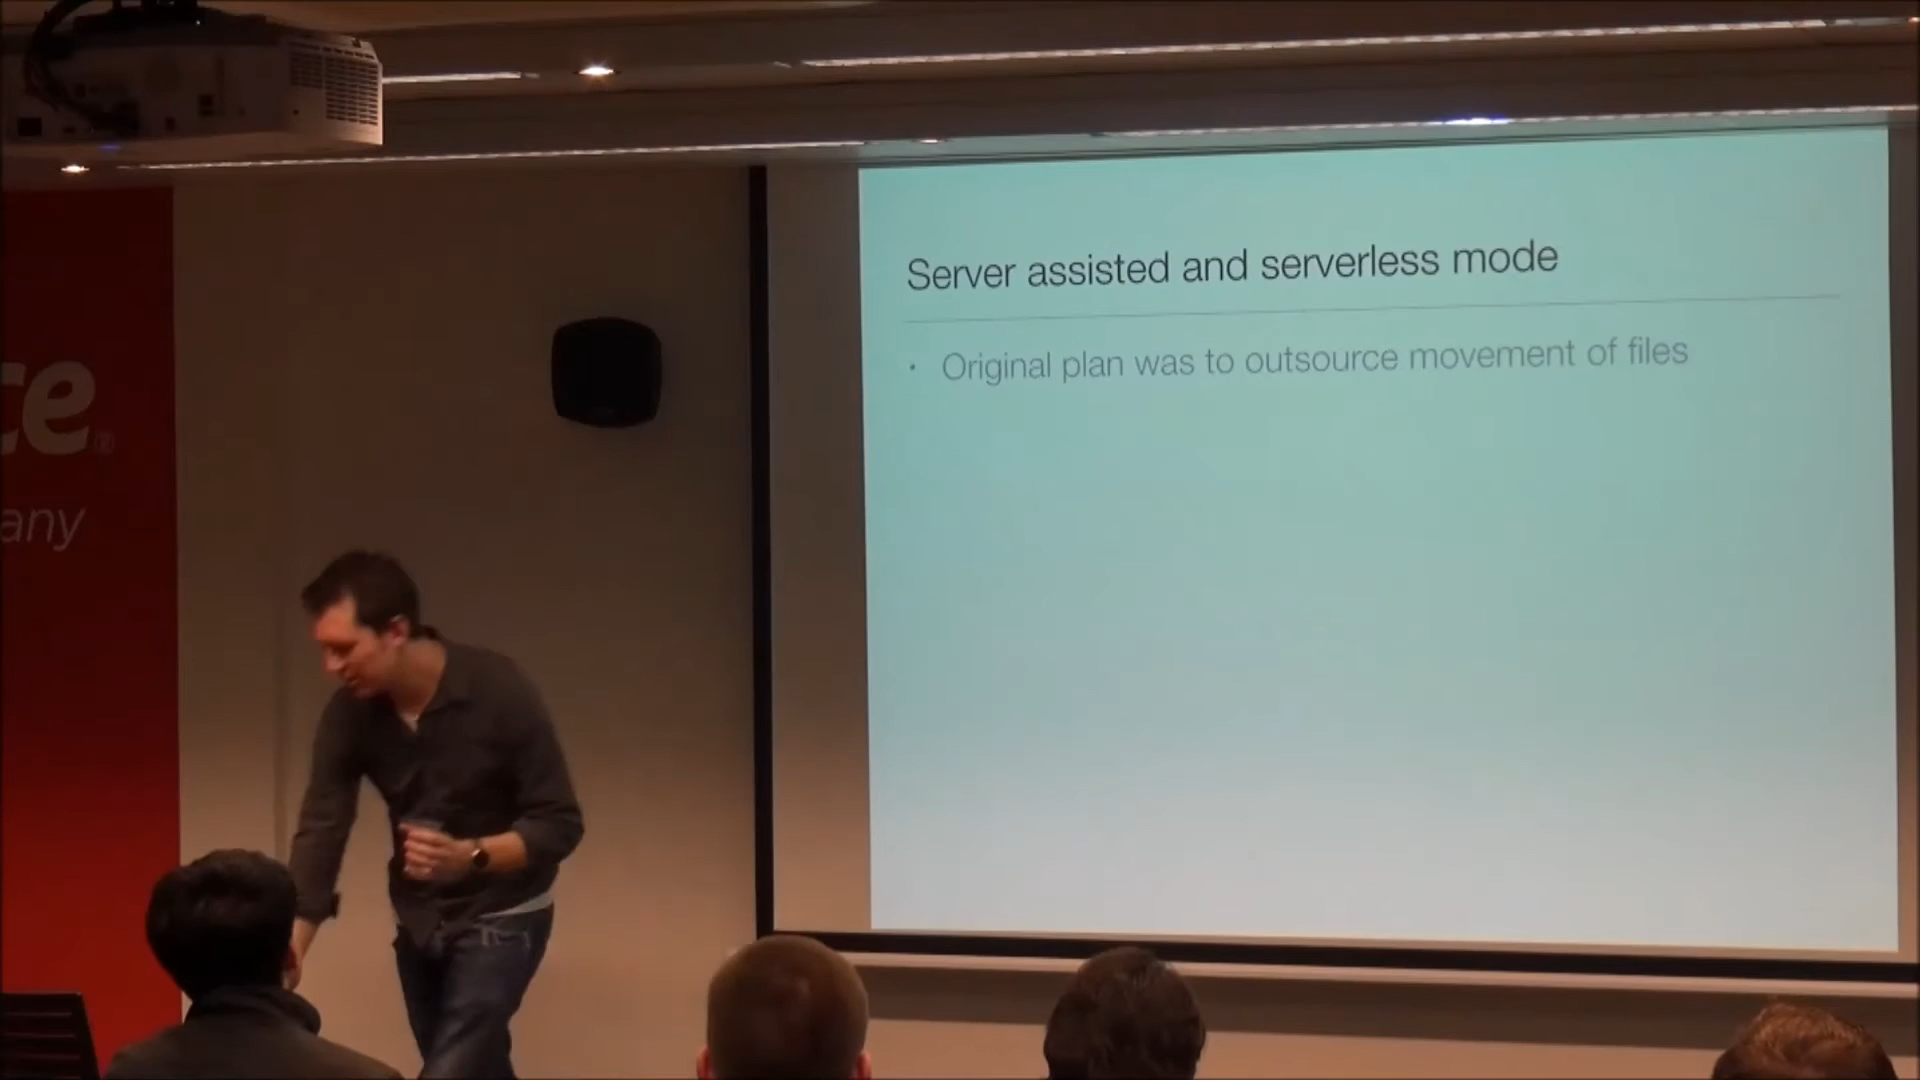 ce®
any
Server assisted and serverless mode
• Original plan was to outsource movement of files